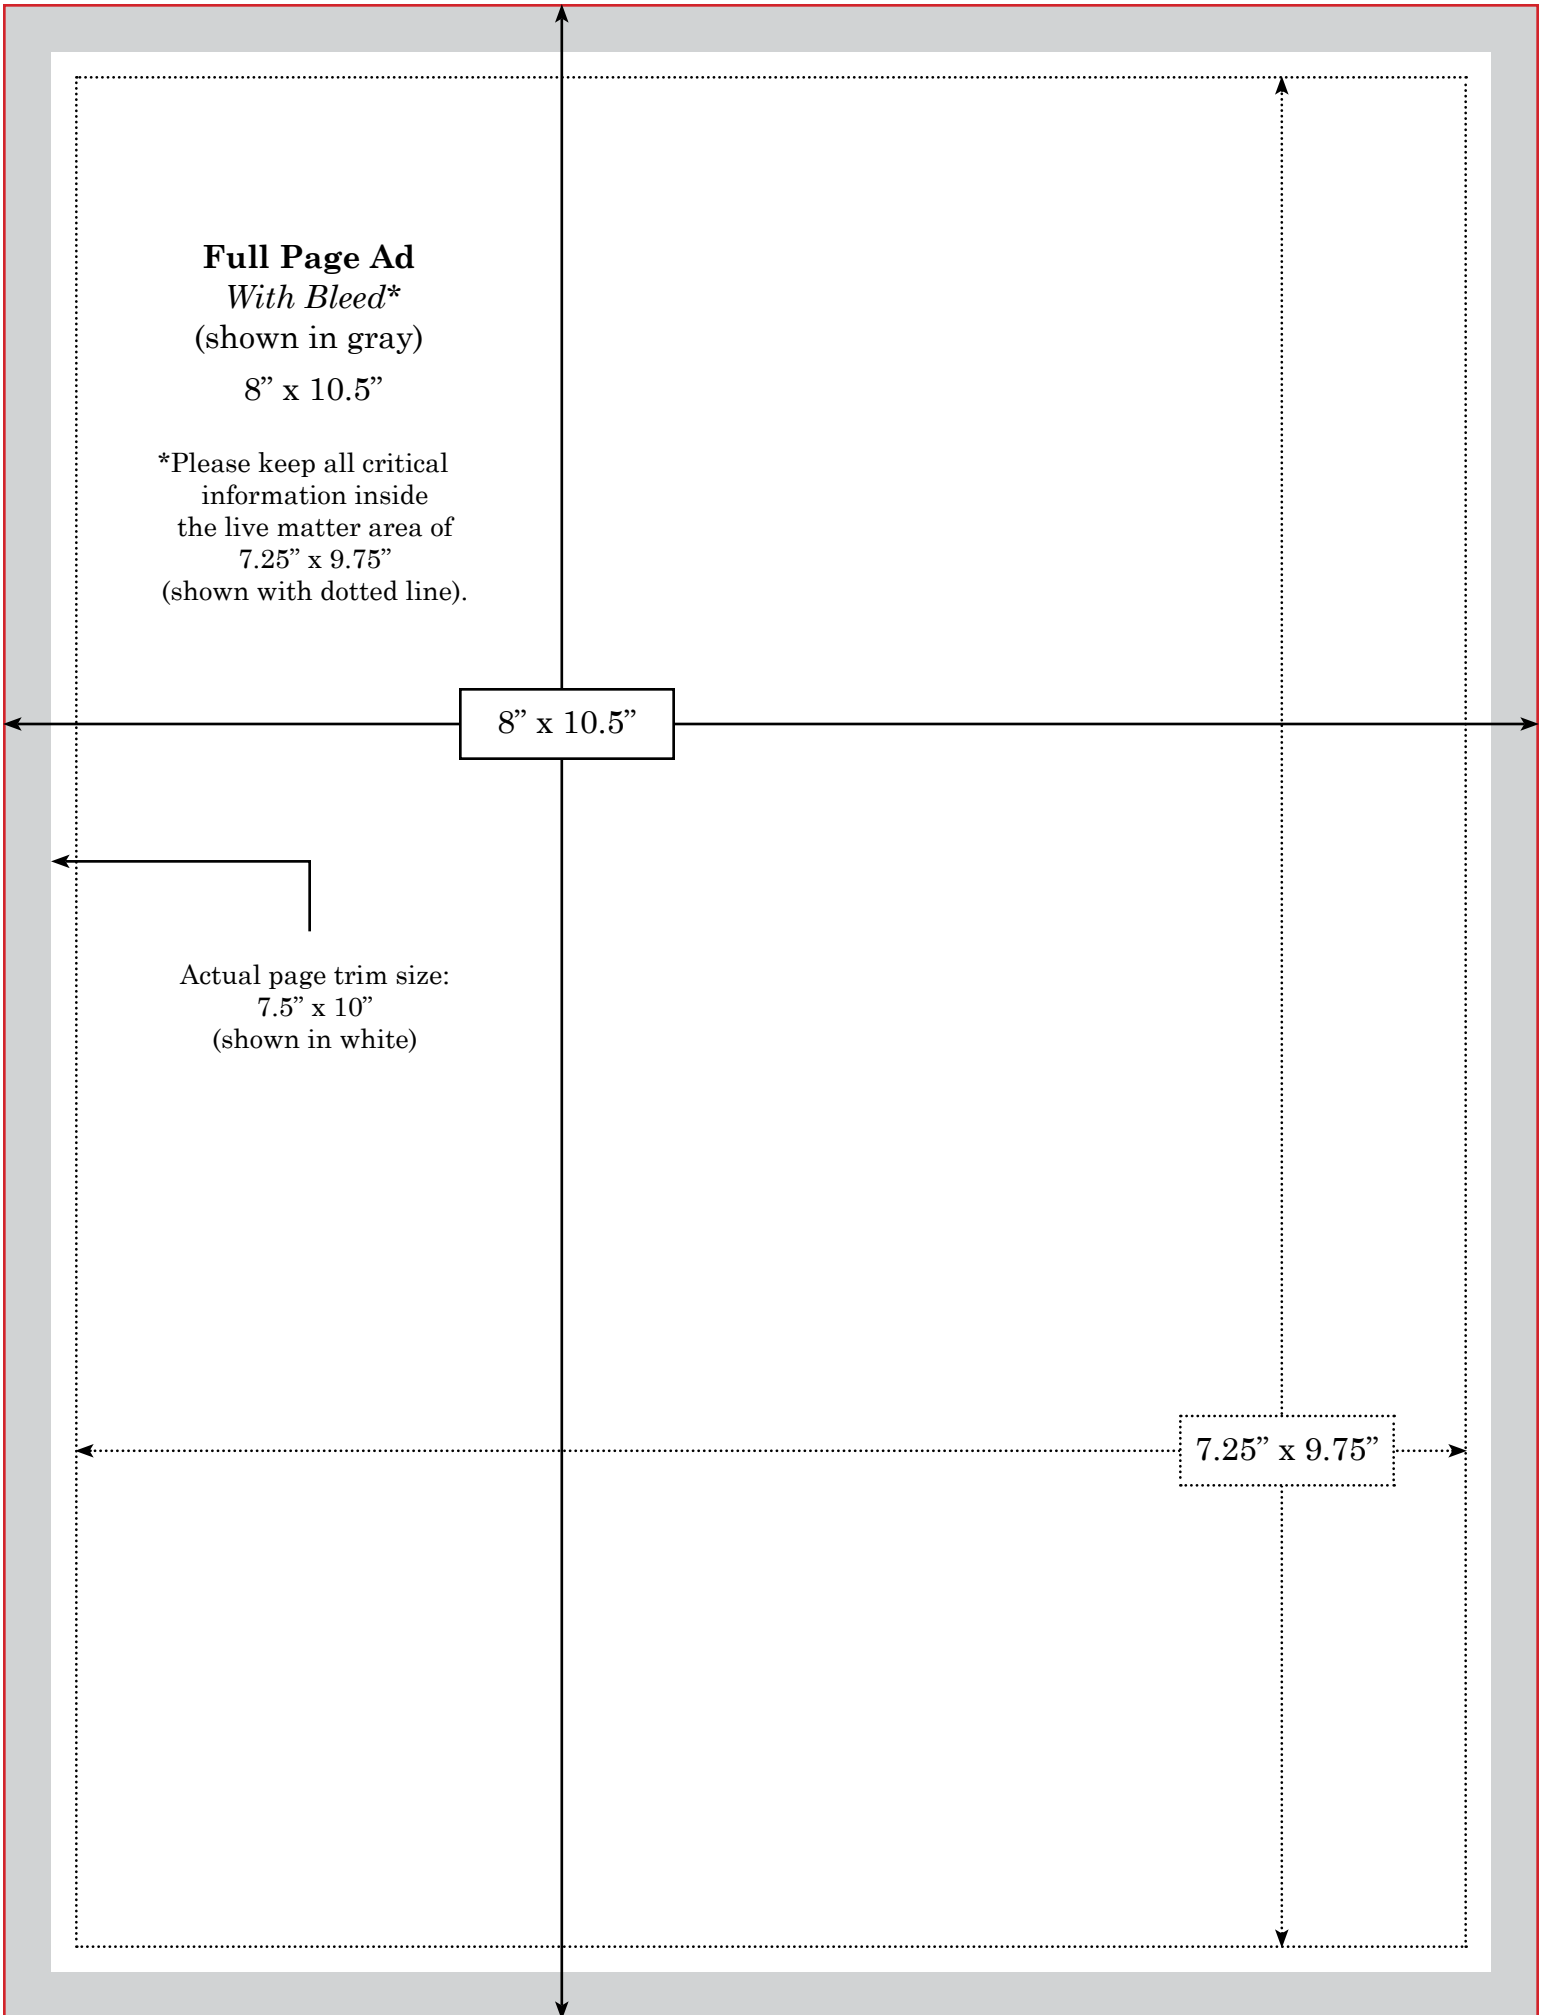 Full Page Ad
With Bleed*
(shown in gray)
8” x 10.5”
*Please keep all critical
information inside
the live matter area of
7.25” x 9.75”
(shown with dotted line).
8” x 10.5”
Actual page trim size:
7.5” x 10”
(shown in white)
7.25” x 9.75”